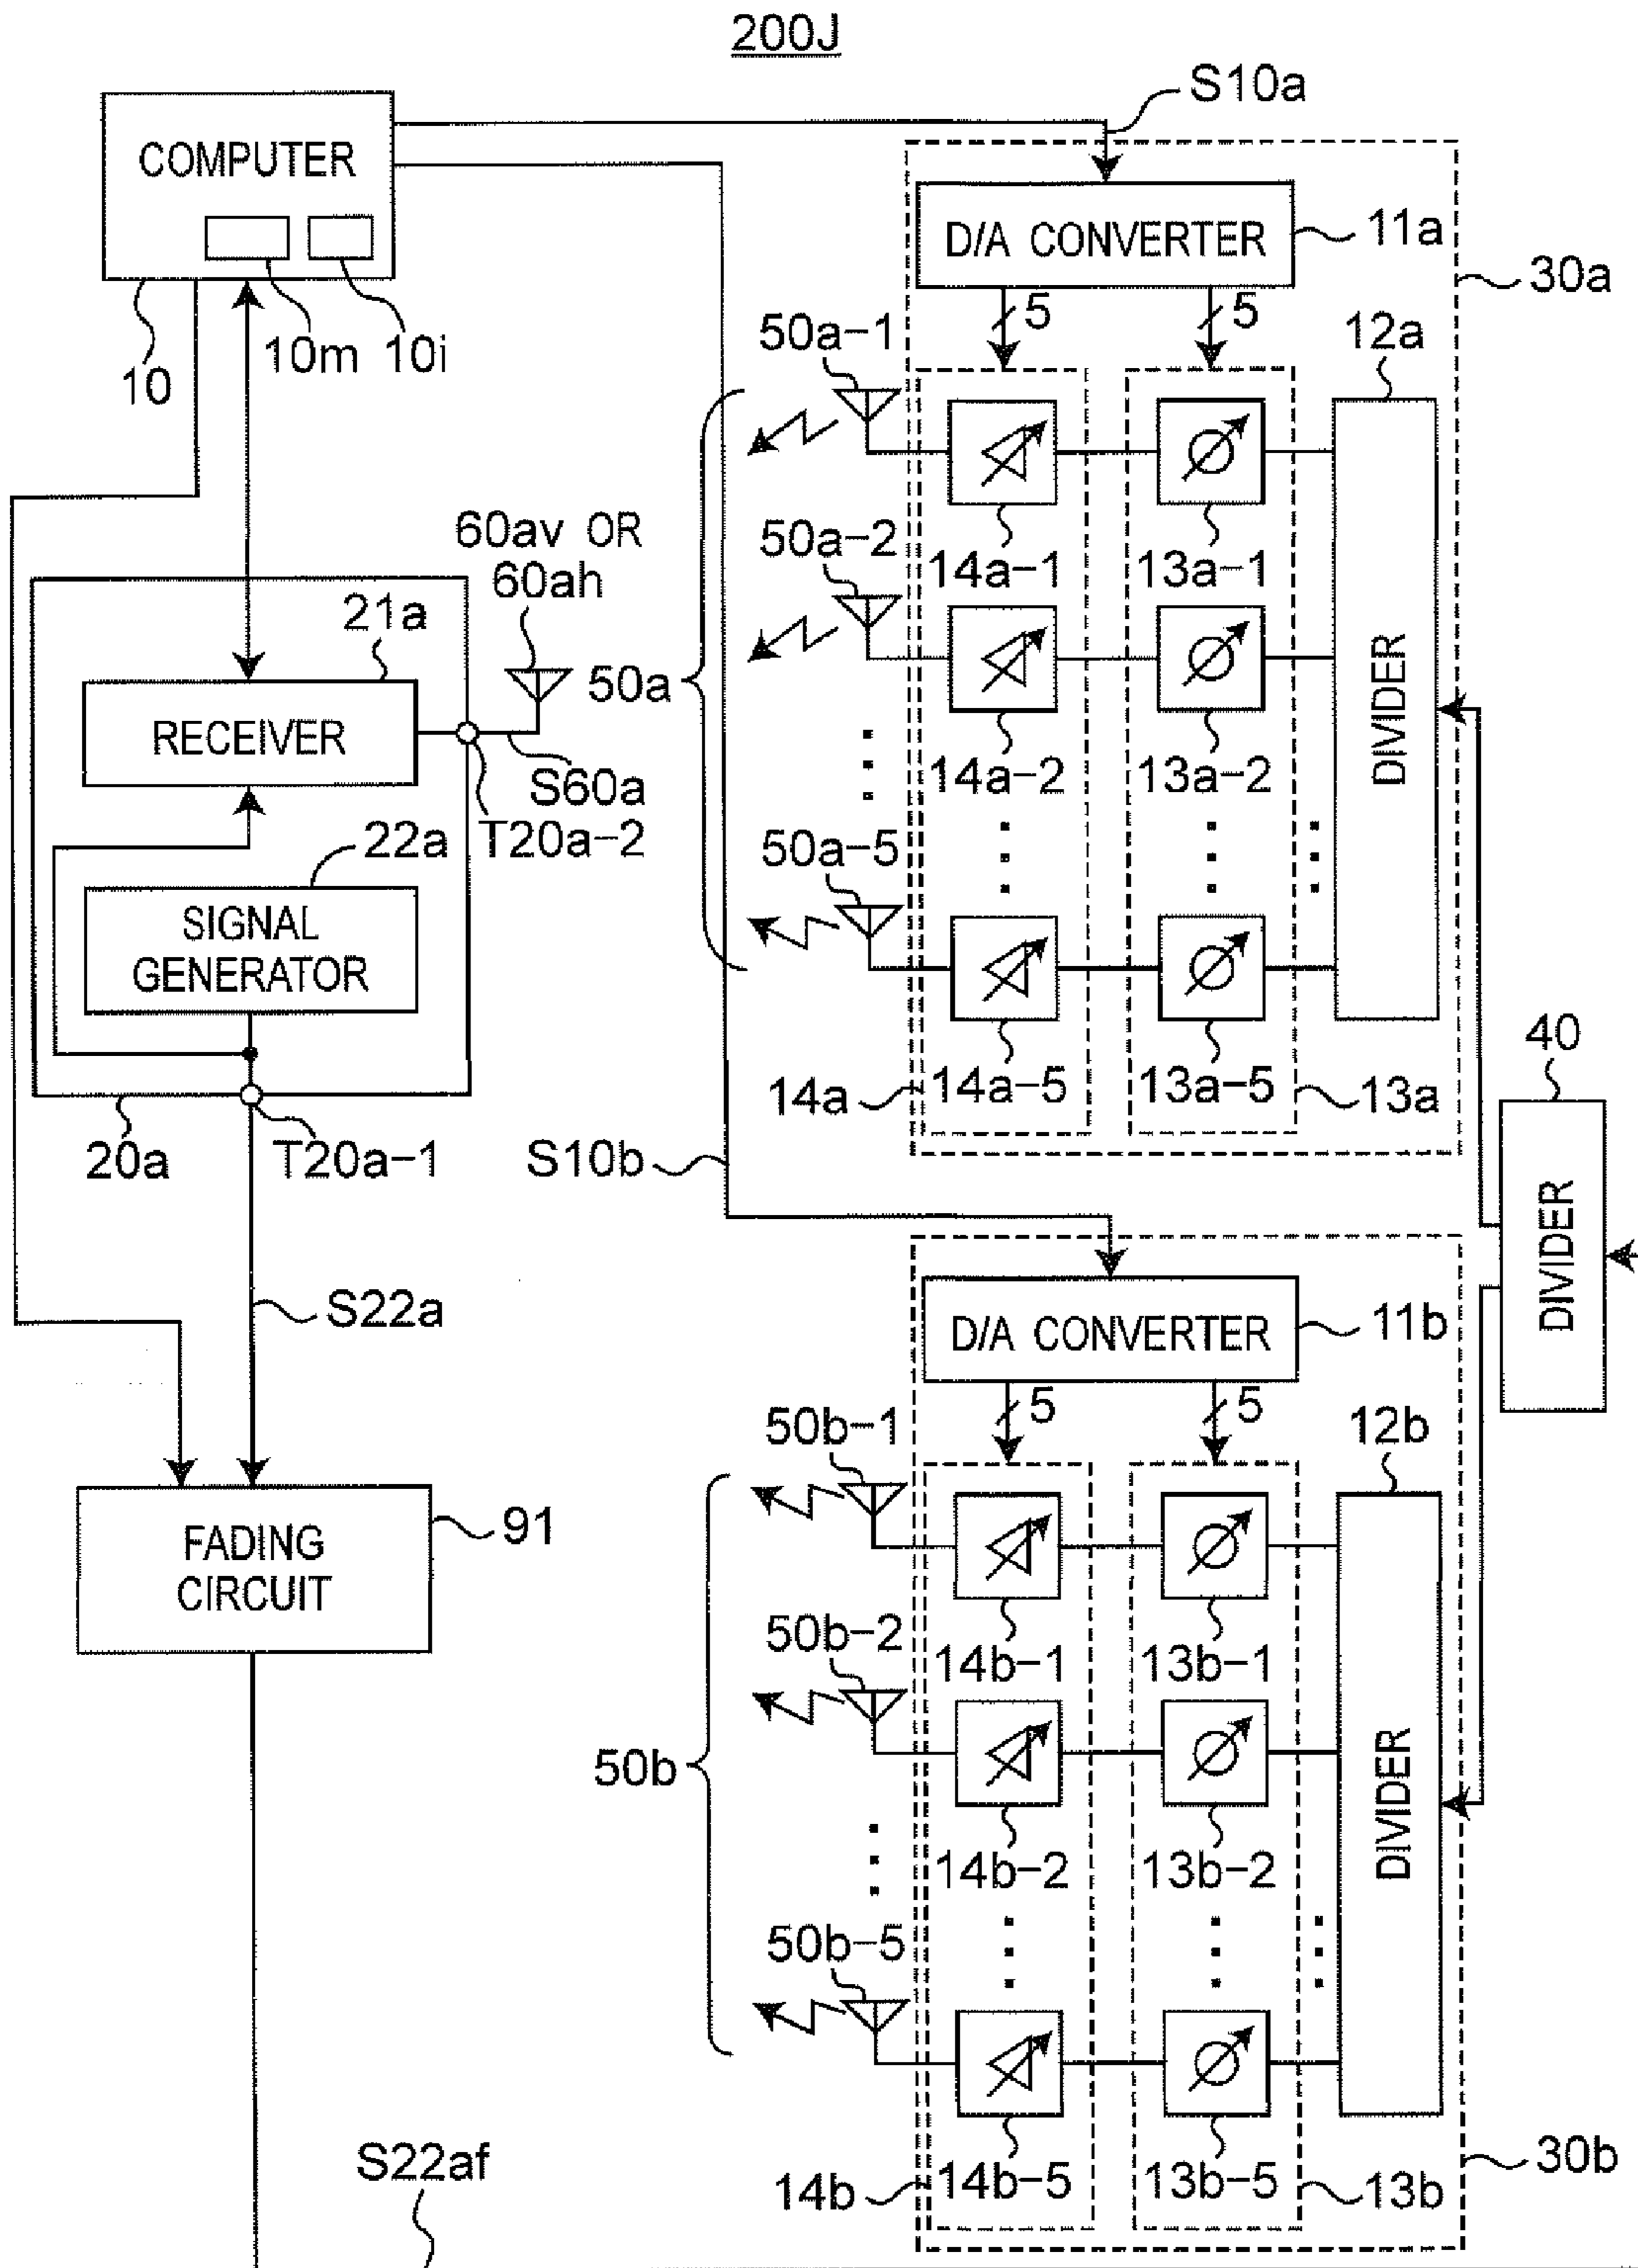 200J
S10a
COMPUTER
D/A CONVERTER
11a
30a
5
5
10
10m
10i
50a-1
12a
60av OR
60ah
50a-2
14a-1
13a-1
21a
50a
DIVIDER
RECEIVER
S60a
14a-2
13a-2
T20a-2
22a
50a-5
SIGNAL
GENERATOR
40
14a
14a-5
13a-5
13a
20a
T20a-1
S10b
DIVIDER
S22a
D/A CONVERTER
11b
5
5
50b-1
12b
FADING
CIRCUIT
91
50b-2
14b-1
13b-1
50b
DIVIDER
14b-2
13b-2
50b-5
S22af
14b
14b-5
13b-5
13b
30b